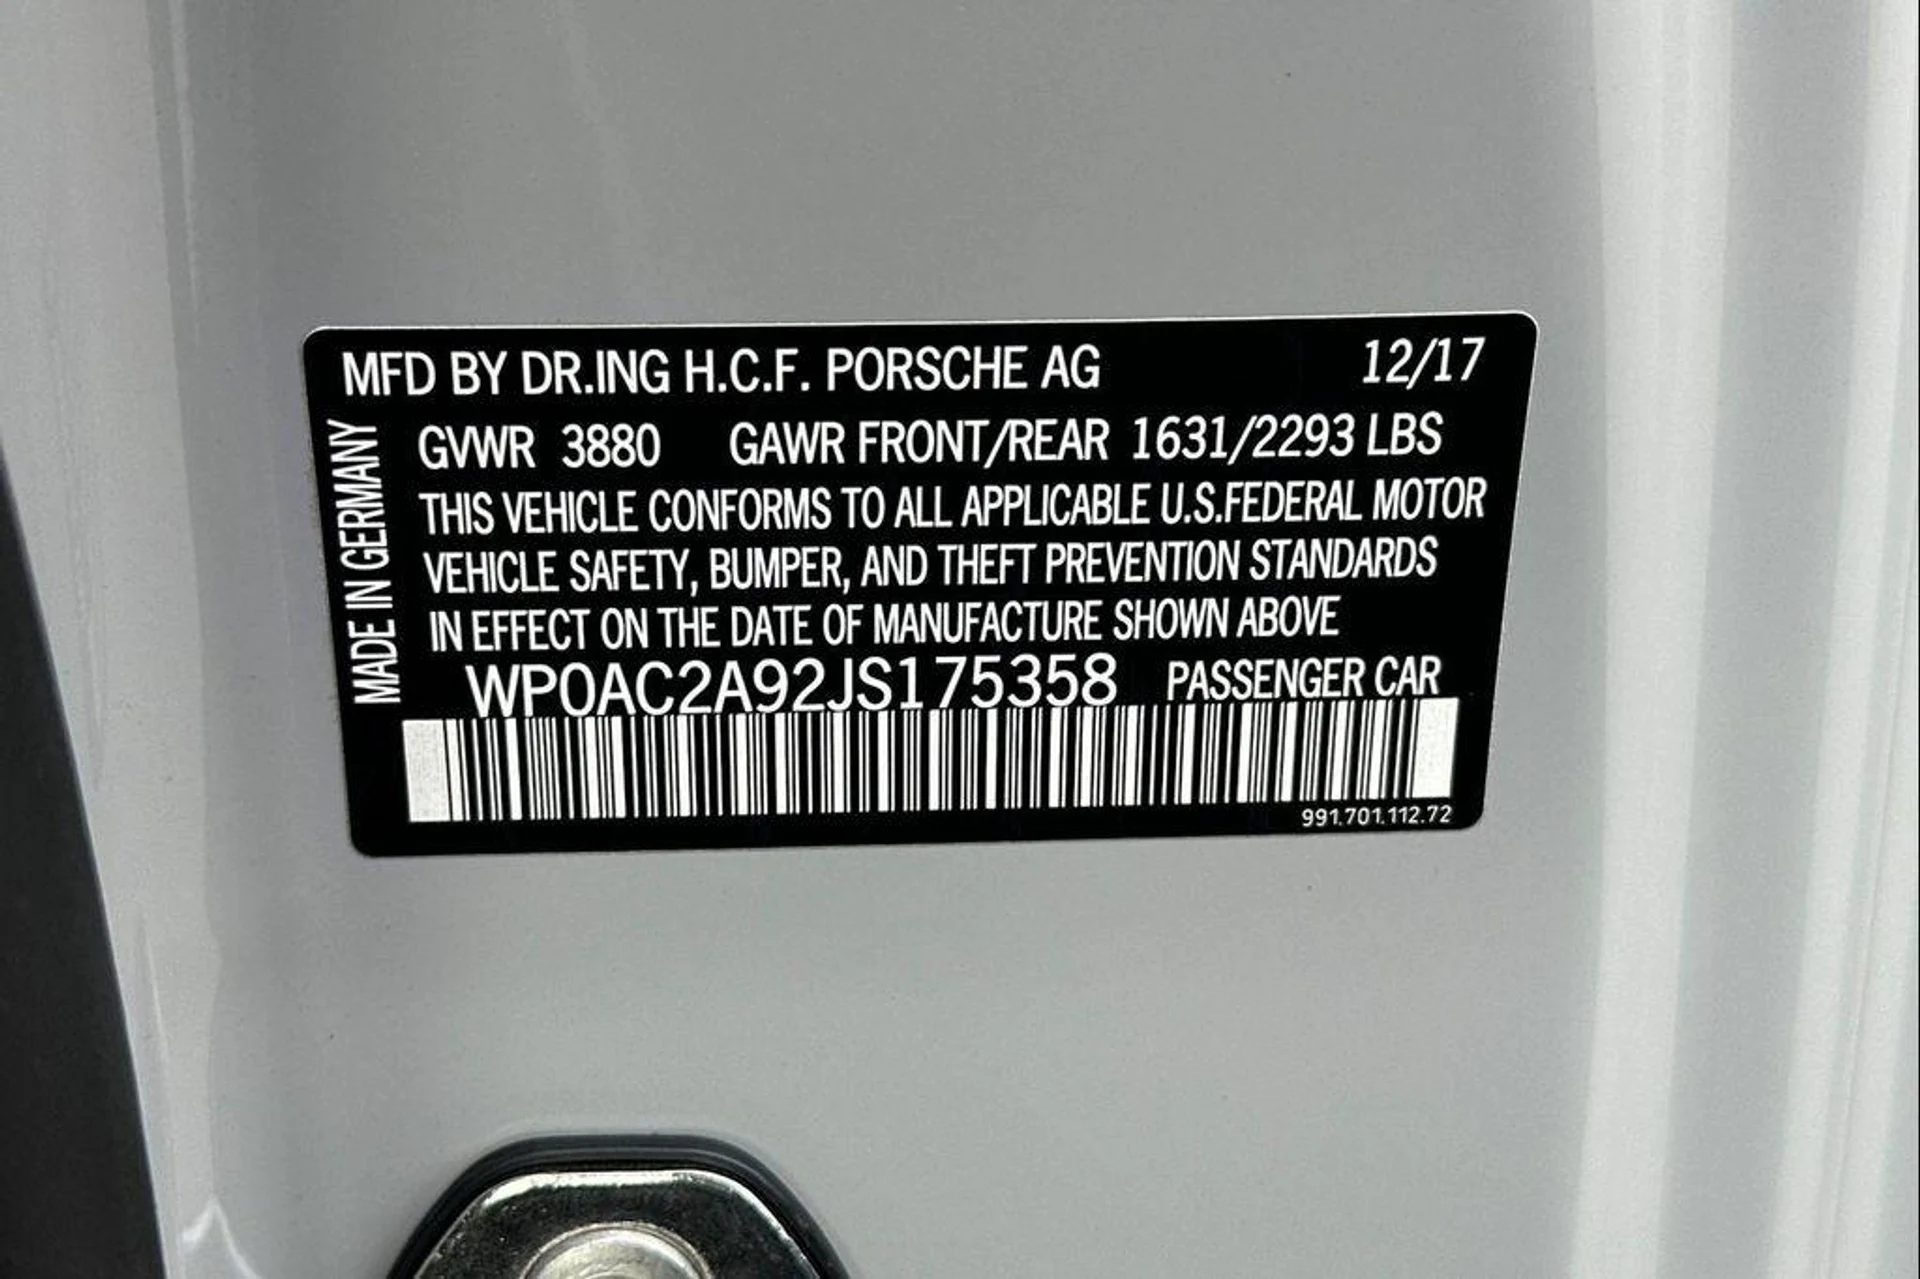 MFD BY DR.ING H.C.F. PORSCHE AG 12/17
MADE IN GERMANY
GVWR 3880 GAWR FRONT/REAR 1631/2293 LBS
THIS VEHICLE CONFORMS TO ALL APPLICABLE U.S.FEDERAL MOTOR
VEHICLE SAFETY, BUMPER, AND THEFT PREVENTION STANDARDS
IN EFFECT ON THE DATE OF MANUFACTURE SHOWN ABOVE
WP0AC2A92JS175358 PASSENGER CAR
991.701.112.72